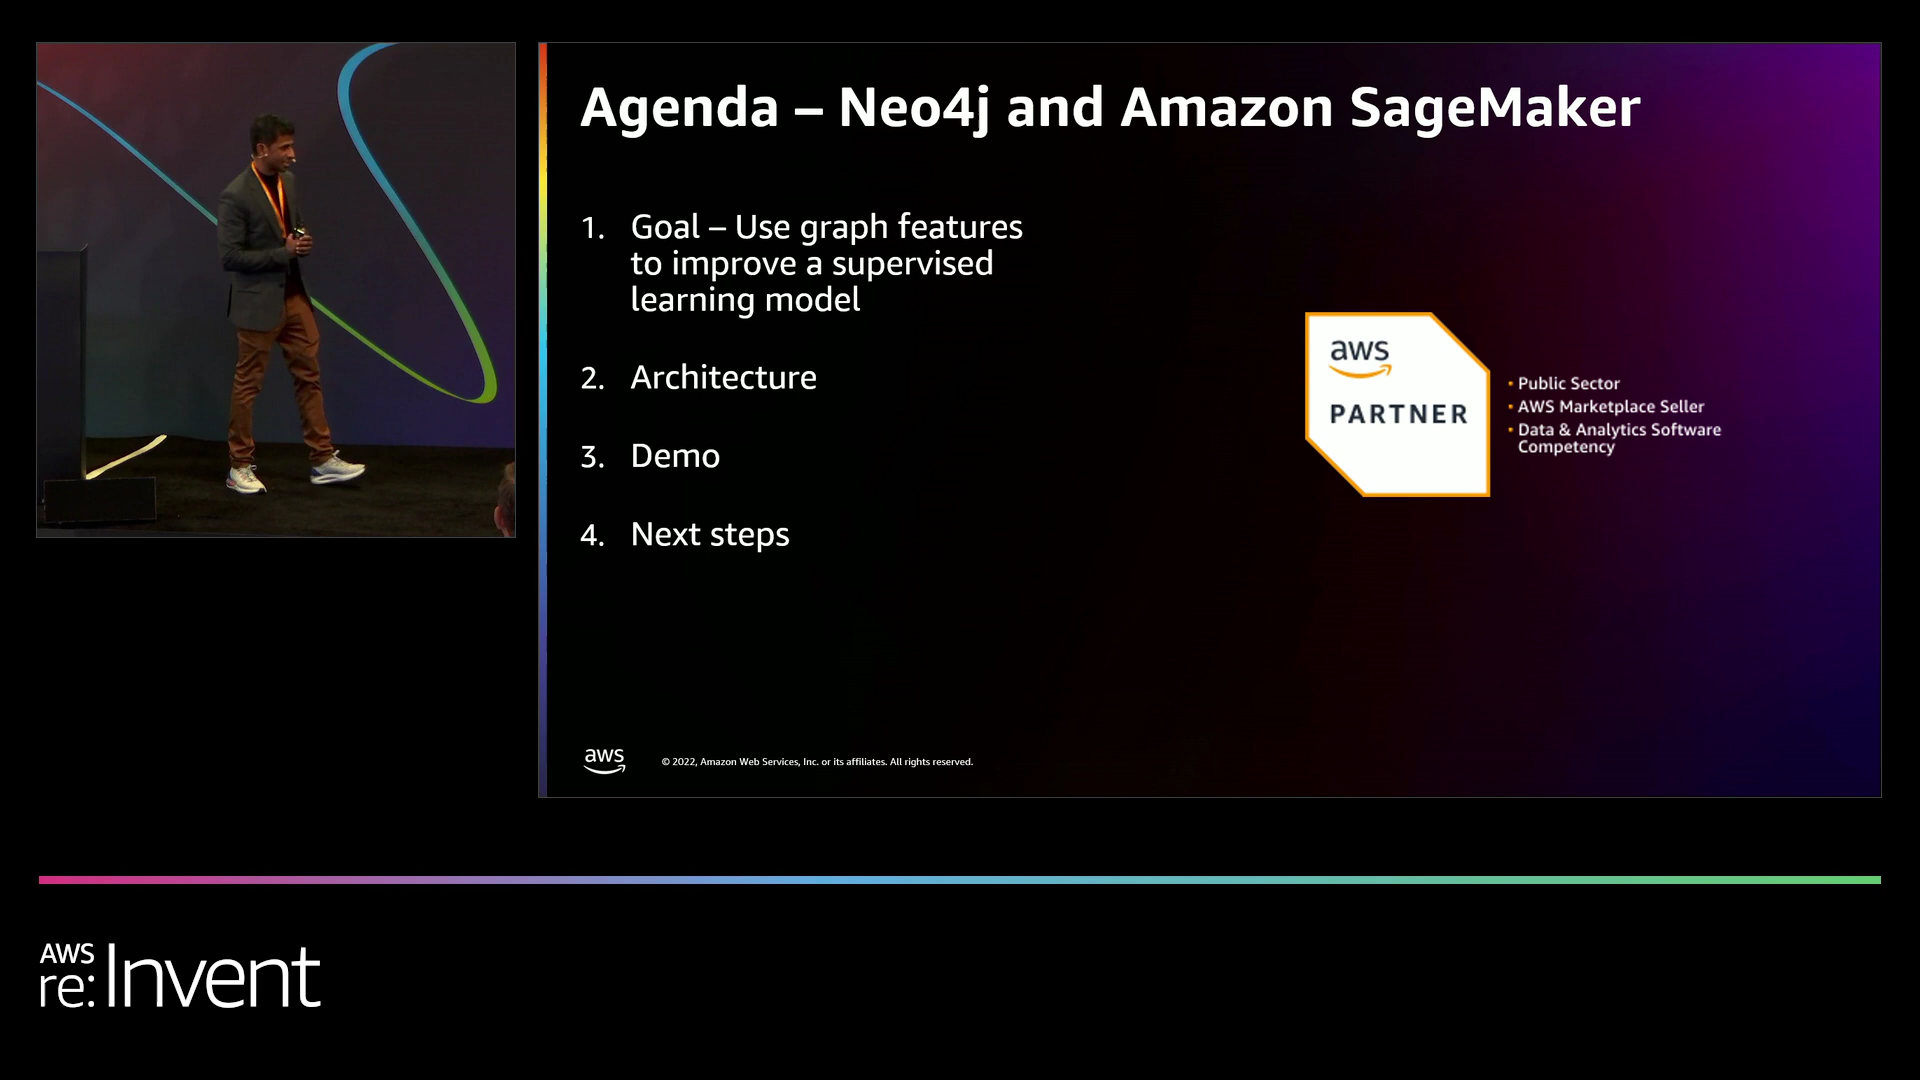 Agenda – Neo4j and Amazon SageMaker
1. Goal – Use graph features
to improve a supervised
learning model
2. Architecture
3. Demo
4. Next steps
aws
PARTNER
• Public Sector
• AWS Marketplace Seller
• Data & Analytics Software
Competency
aws
© 2022, Amazon Web Services, Inc. or its affiliates. All rights reserved.
AWS
re:Invent